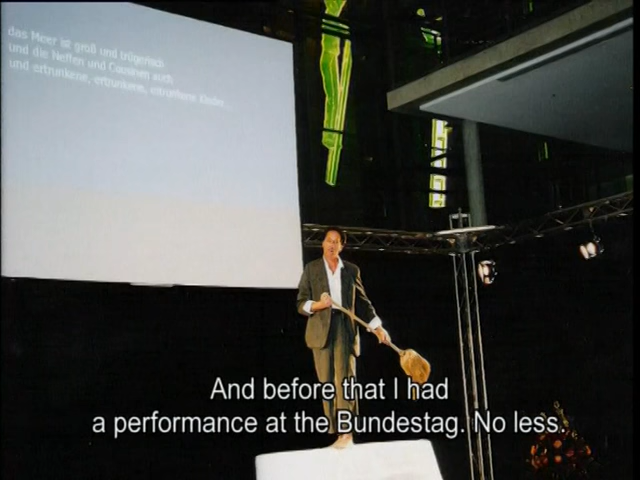 das Meer ist groß und trügerisch
und die Neffen und Cousinen auch
und ertrunkene, ertrunkene, ertrunkene Kinder...
And before that I had
a performance at the Bundestag. No less.